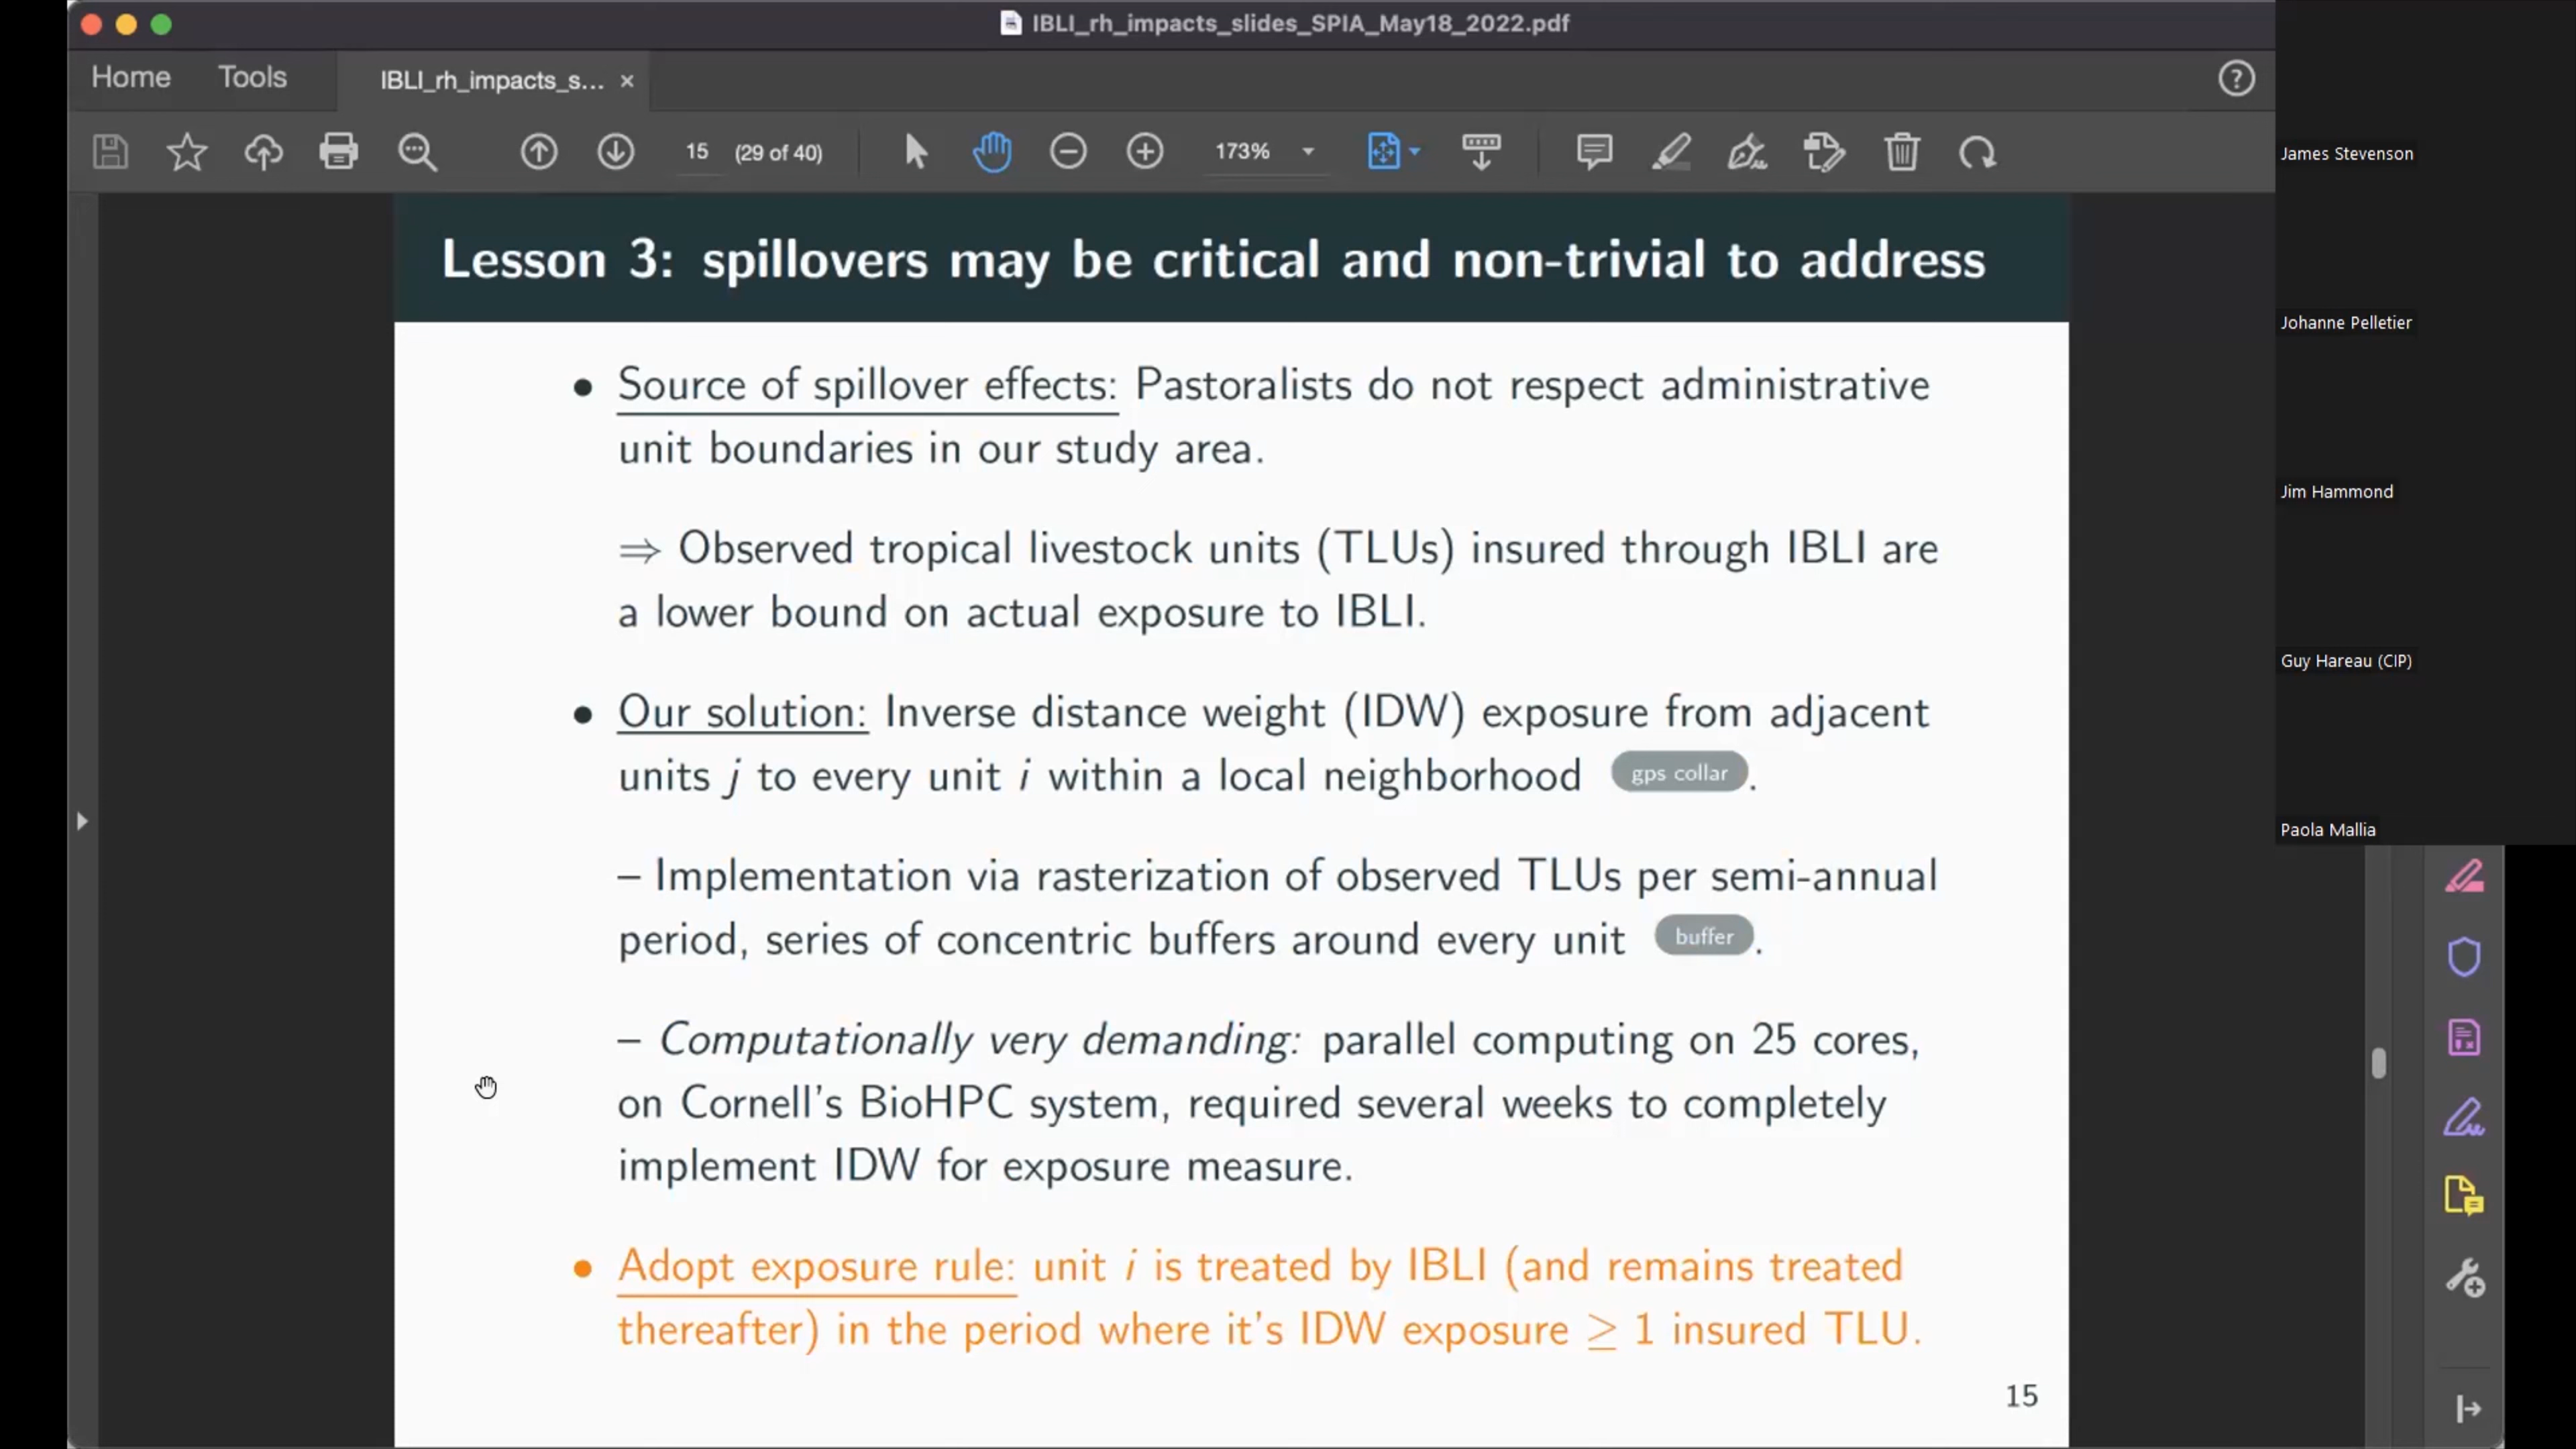 IBLI_rh_impacts_slides_SPIA_May18_2022.pdf
Home Tools IBLI_rh_impacts_s... ×
15 (29 of 40) 173%
Lesson 3: spillovers may be critical and non-trivial to address
• Source of spillover effects: Pastoralists do not respect administrative
unit boundaries in our study area.
⇒ Observed tropical livestock units (TLUs) insured through IBLI are
a lower bound on actual exposure to IBLI.
• Our solution: Inverse distance weight (IDW) exposure from adjacent
units j to every unit i within a local neighborhood gps collar.
– Implementation via rasterization of observed TLUs per semi-annual
period, series of concentric buffers around every unit buffer.
– Computationally very demanding: parallel computing on 25 cores,
on Cornell's BioHPC system, required several weeks to completely
implement IDW for exposure measure.
• Adopt exposure rule: unit i is treated by IBLI (and remains treated
thereafter) in the period where it's IDW exposure ≥ 1 insured TLU.
15
James Stevenson
Johanne Pelletier
Jim Hammond
Guy Hareau (CIP)
Paola Mallia